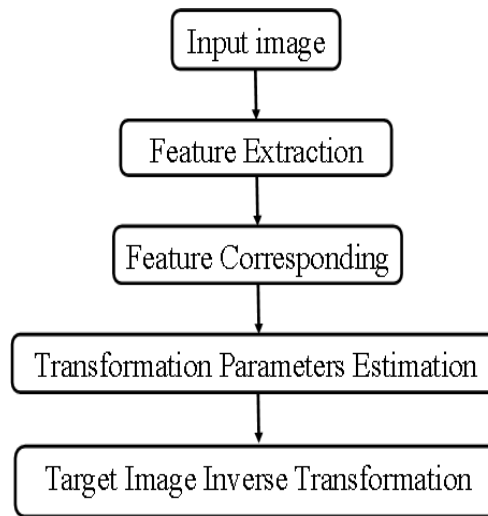 Input image
Feature Extraction
Feature Corresponding
Transformation Parameters Estimation
Target Image Inverse Transformation